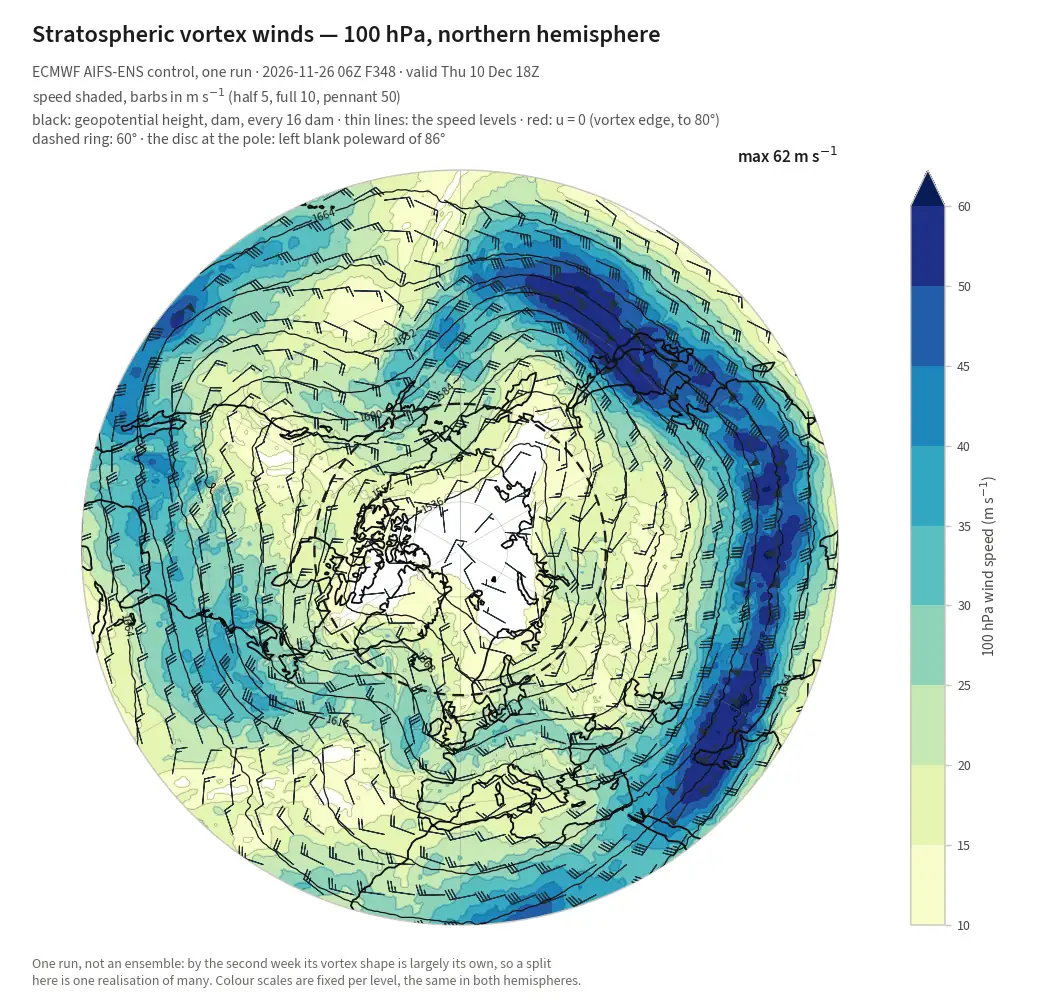 Stratospheric vortex winds — 100 hPa, northern hemisphere
ECMWF AIFS-ENS control, one run · 2026-11-26 06Z F348 · valid Thu 10 Dec 18Z
speed shaded, barbs in m s⁻¹ (half 5, full 10, pennant 50)
black: geopotential height, dam, every 16 dam · thin lines: the speed levels · red: u = 0 (vortex edge, to 80°)
dashed ring: 60° · the disc at the pole: left blank poleward of 86°
max 62 m s⁻¹
60
50
45
40
35
30
25
20
15
10
100 hPa wind speed (m s⁻¹)
1664
1632
1584
1600
1536
1616
One run, not an ensemble: by the second week its vortex shape is largely its own, so a split
here is one realisation of many. Colour scales are fixed per level, the same in both hemispheres.